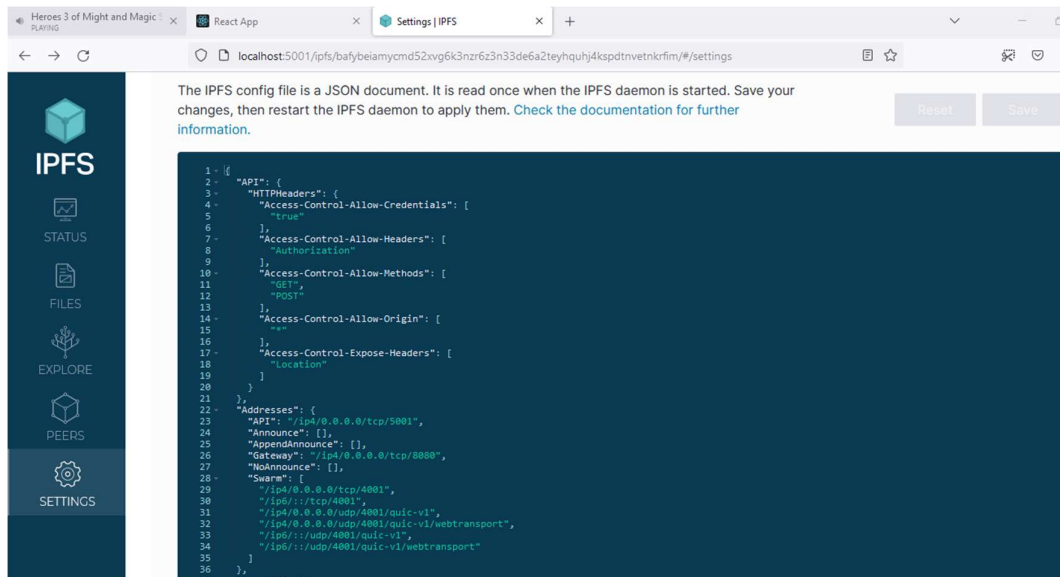 Heroes 3 of Might and Magic S
PLAYING
React App
Settings | IPFS
localhost:5001/ipfs/bafybeiamycmd52xvg6k3nzr6z3n33de6a2teyhquhj4kspdtnvetnkrfim/#/settings
The IPFS config file is a JSON document. It is read once when the IPFS daemon is started. Save your
changes, then restart the IPFS daemon to apply them. Check the documentation for further
information.
Reset
Save
IPFS
STATUS
FILES
EXPLORE
PEERS
SETTINGS
1 {
2 "API": {
3 "HTTPHeaders": {
4 "Access-Control-Allow-Credentials": [
5 "true"
6 ],
7 "Access-Control-Allow-Headers": [
8 "Authorization"
9 ],
10 "Access-Control-Allow-Methods": [
11 "GET",
12 "POST"
13 ],
14 "Access-Control-Allow-Origin": [
15 "*"
16 ],
17 "Access-Control-Expose-Headers": [
18 "Location"
19 ]
20 }
21 },
22 "Addresses": {
23 "API": "/ip4/0.0.0.0/tcp/5001",
24 "Announce": [],
25 "AppendAnnounce": [],
26 "Gateway": "/ip4/0.0.0.0/tcp/8080",
27 "NoAnnounce": [],
28 "Swarm": [
29 "/ip4/0.0.0.0/tcp/4001",
30 "/ip6/::/tcp/4001",
31 "/ip4/0.0.0.0/udp/4001/quic-v1",
32 "/ip4/0.0.0.0/udp/4001/quic-v1/webtransport",
33 "/ip6/::/udp/4001/quic-v1",
34 "/ip6/::/udp/4001/quic-v1/webtransport"
35 ]
36 },